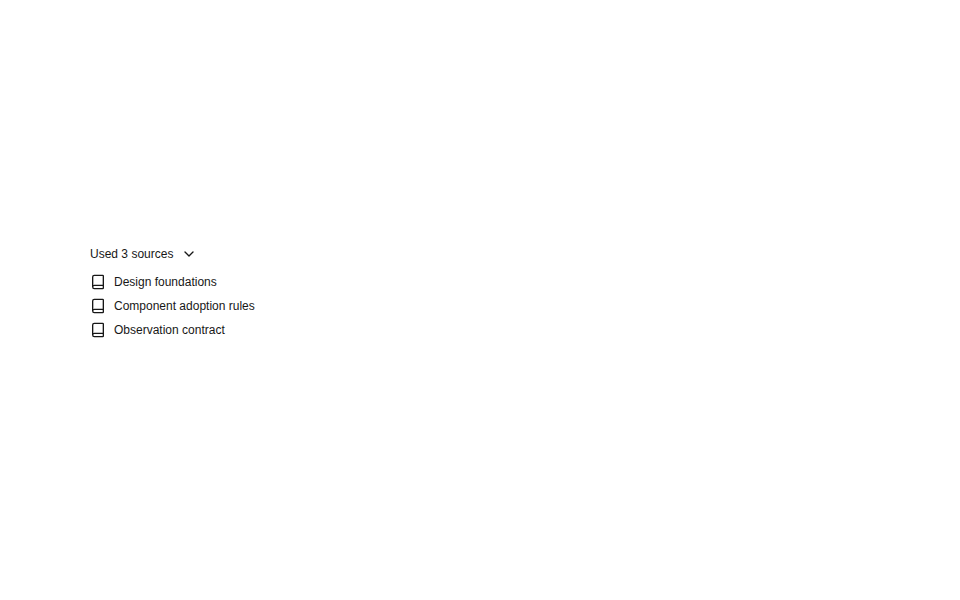 Used 3 sources
Design foundations
Component adoption rules
Observation contract